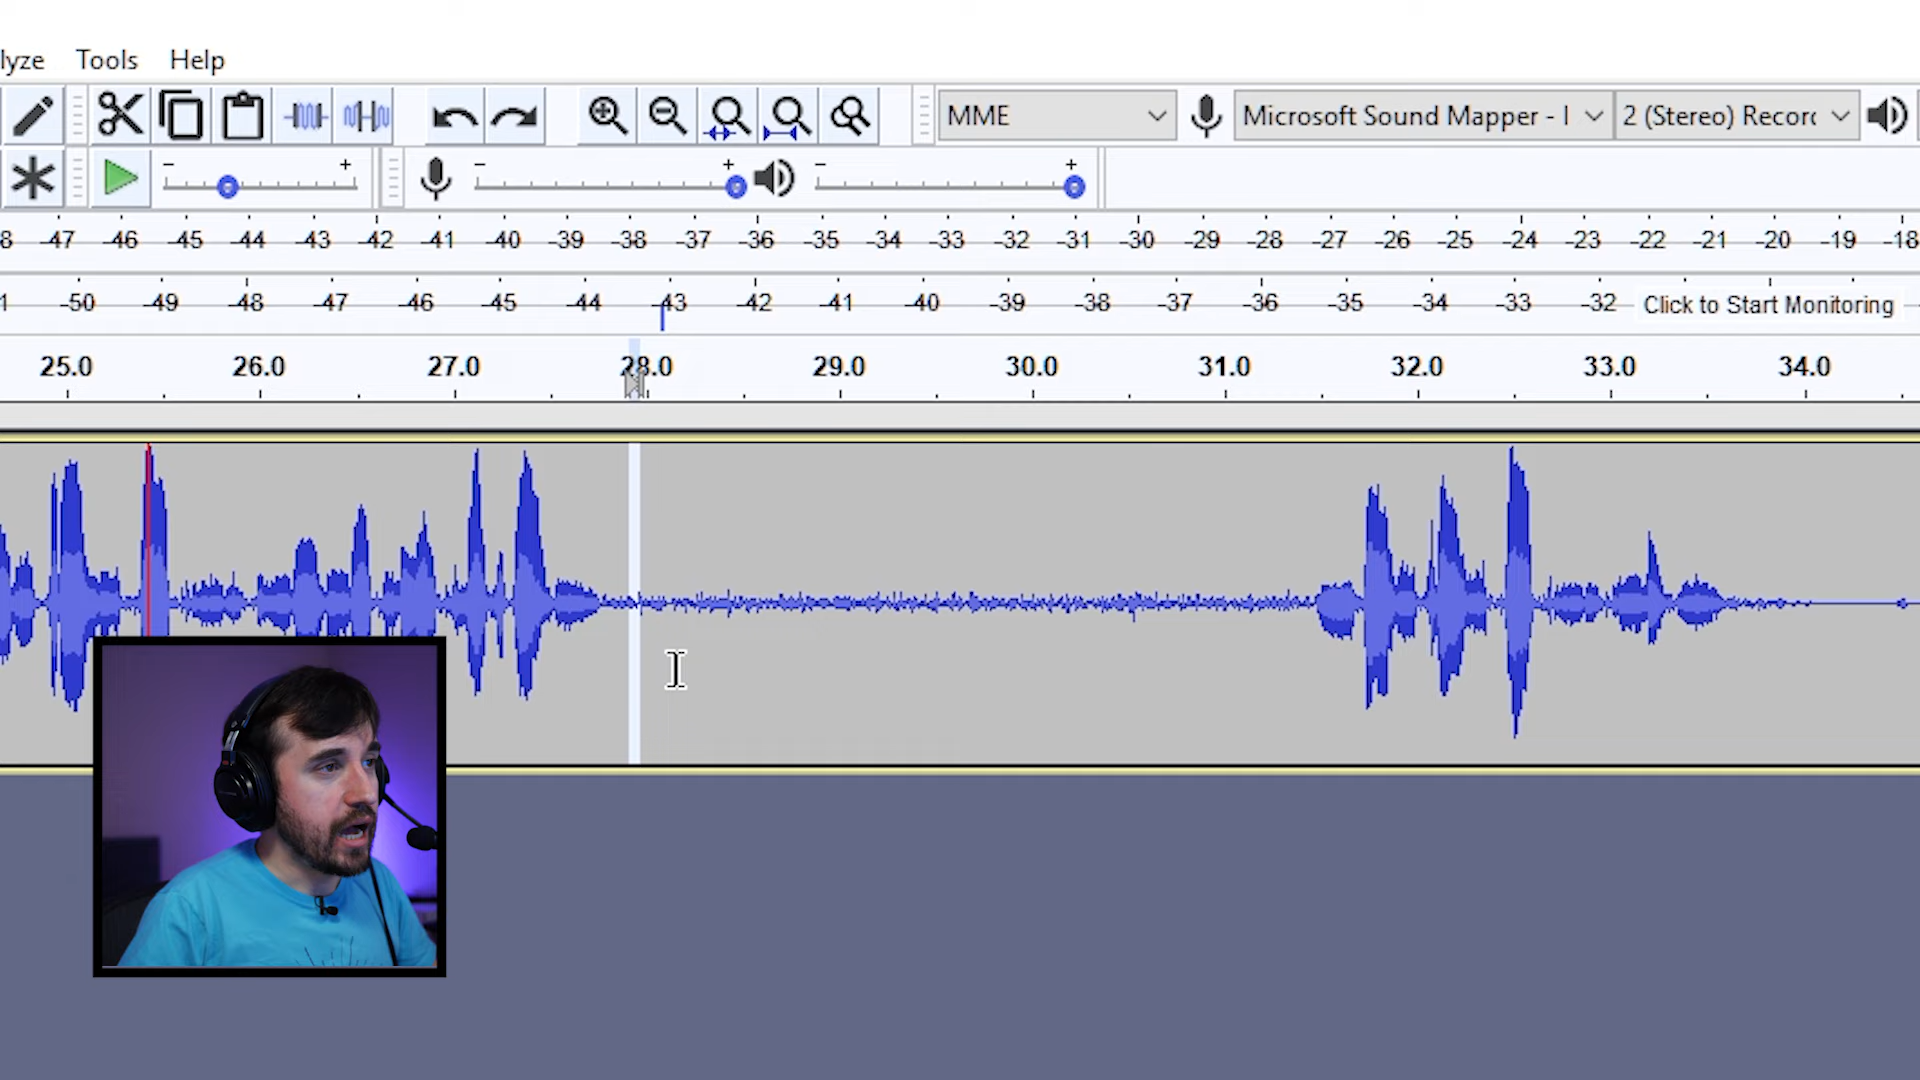 lyze Tools Help
MME Microsoft Sound Mapper - I 2 (Stereo) Recor
- + - + - +
8 -47 -46 -45 -44 -43 -42 -41 -40 -39 -38 -37 -36 -35 -34 -33 -32 -31 -30 -29 -28 -27 -26 -25 -24 -23 -22 -21 -20 -19 -18
1 -50 -49 -48 -47 -46 -45 -44 -43 -42 -41 -40 -39 -38 -37 -36 -35 -34 -33 -32 Click to Start Monitoring
25.0 26.0 27.0 28.0 29.0 30.0 31.0 32.0 33.0 34.0